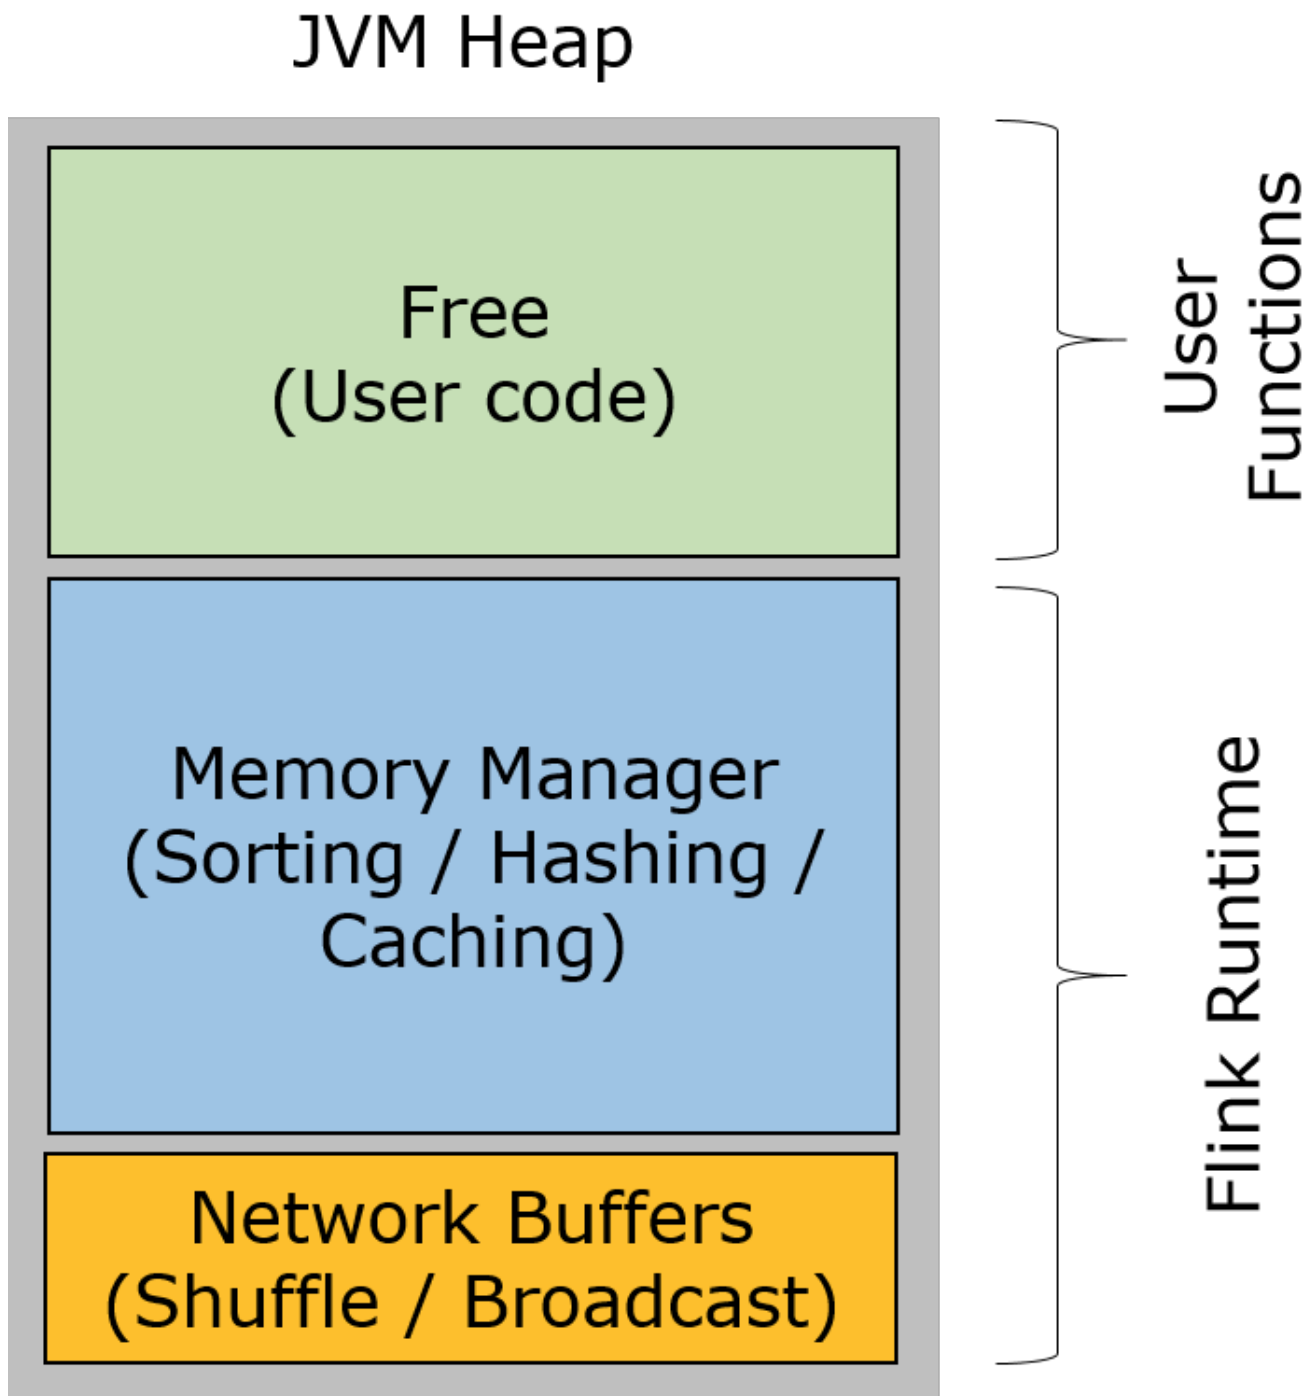 JVM Heap
Free
(User code)
User
Functions
Memory Manager
(Sorting / Hashing /
Caching)
Flink Runtime
Network Buffers
(Shuffle / Broadcast)